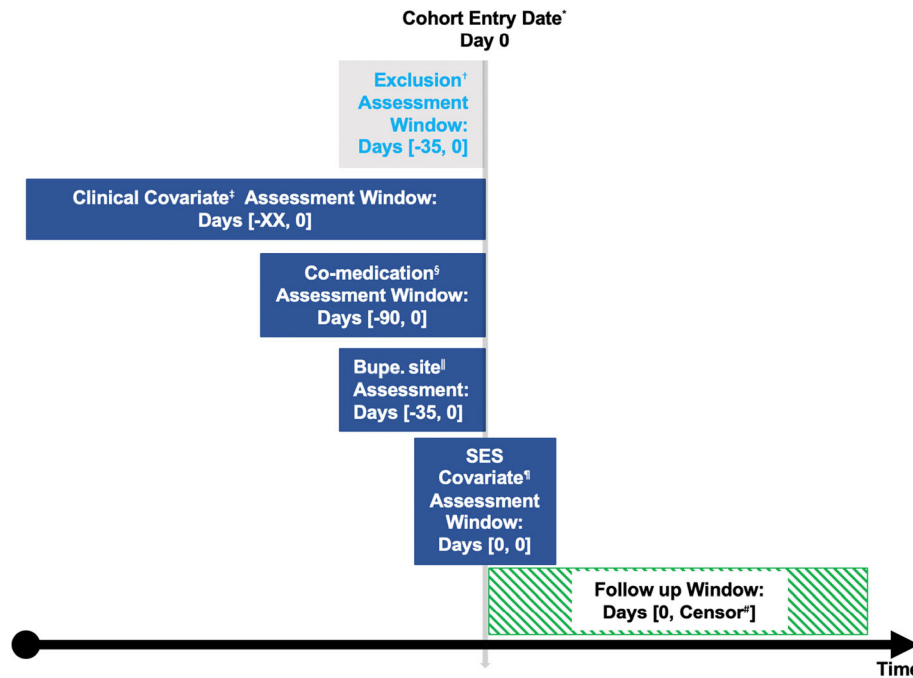 Cohort Entry Date*
Day 0
Exclusion†
Assessment
Window:
Days [-35, 0]
Clinical Covariate‡ Assessment Window:
Days [-XX, 0]
Co-medication§
Assessment Window:
Days [-90, 0]
Bupe. site‖
Assessment:
Days [-35, 0]
SES
Covariate¶
Assessment
Window:
Days [0, 0]
Follow up Window:
Days [0, Censor#]
Time